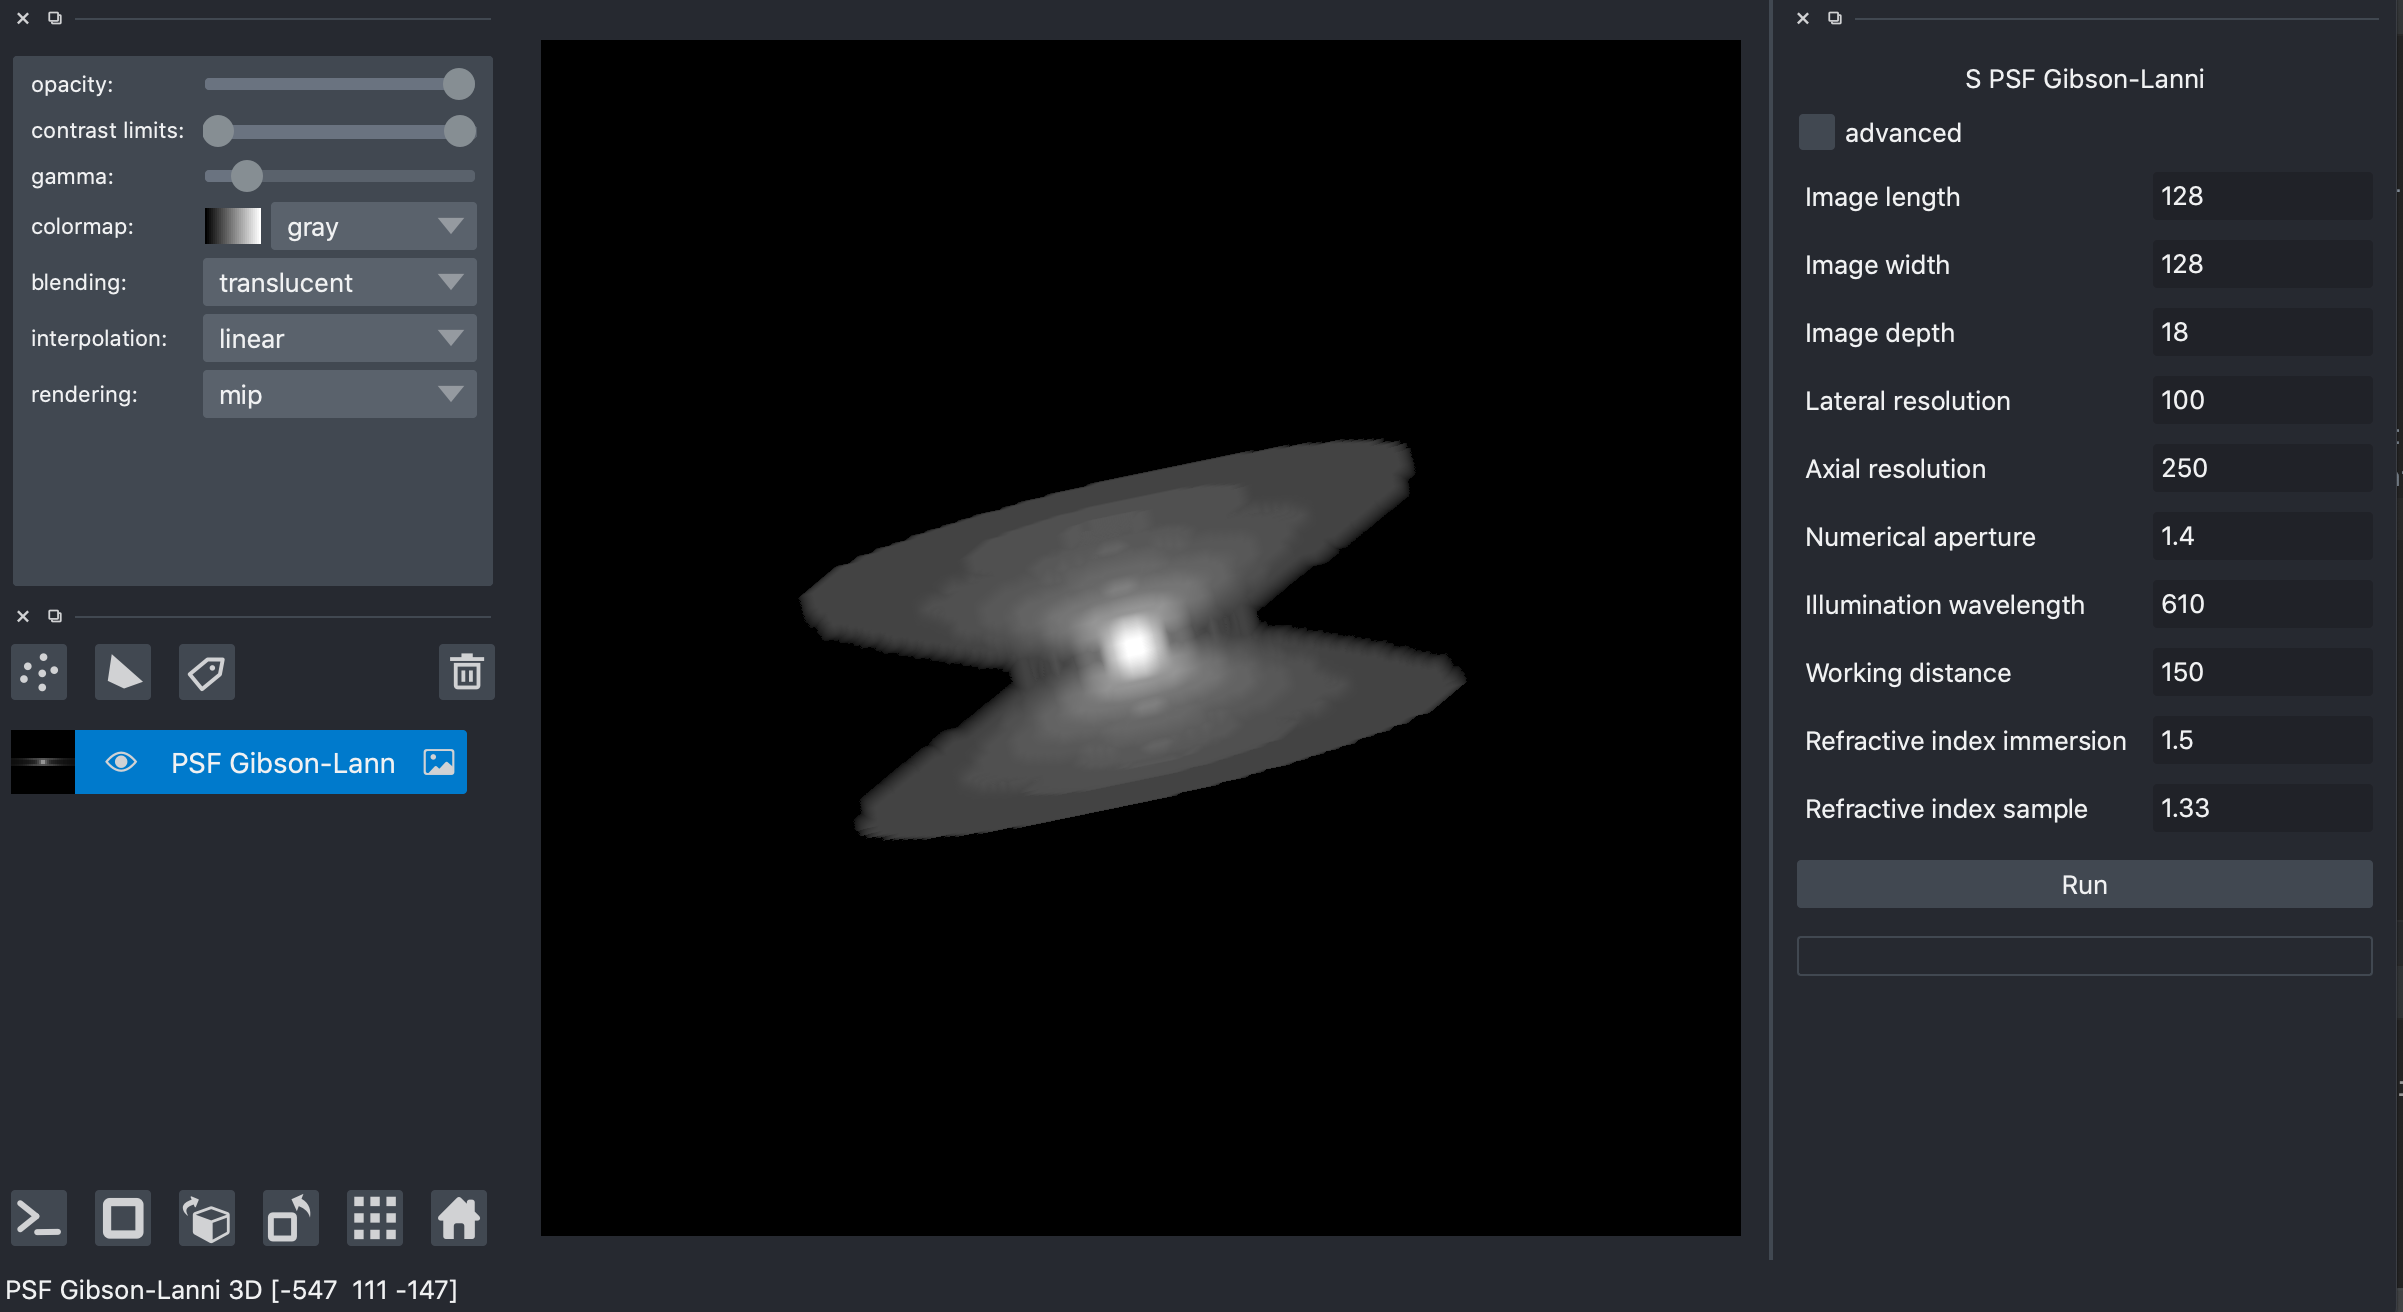 opacity:
contrast limits:
gamma:
colormap: gray
blending: translucent
interpolation: linear
rendering: mip
PSF Gibson-Lann
PSF Gibson-Lanni 3D [-547 111 -147]
S PSF Gibson-Lanni
advanced
Image length 128
Image width 128
Image depth 18
Lateral resolution 100
Axial resolution 250
Numerical aperture 1.4
Illumination wavelength 610
Working distance 150
Refractive index immersion 1.5
Refractive index sample 1.33
Run